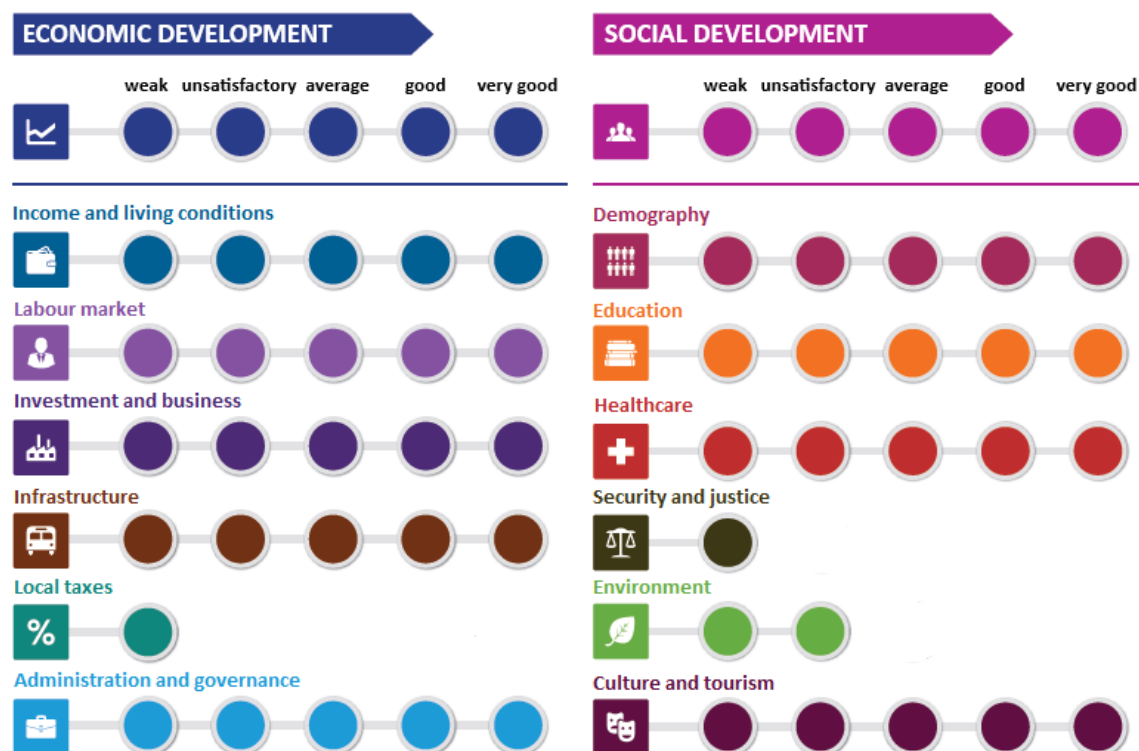 ECONOMIC DEVELOPMENT
weak unsatisfactory average good very good
Income and living conditions
Labour market
Investment and business
Infrastructure
Local taxes
%
Administration and governance
SOCIAL DEVELOPMENT
weak unsatisfactory average good very good
Demography
Education
Healthcare
Security and justice
Environment
Culture and tourism